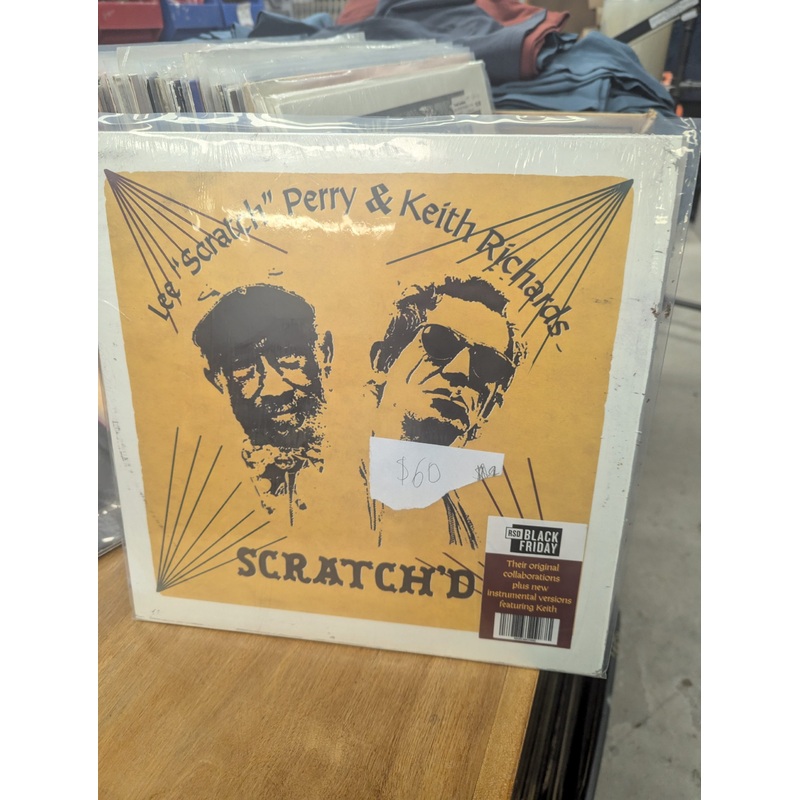 Lee "Scratch" Perry & Keith Richards
$60
SCRATCH'D
RSD BLACK
FRIDAY
Their original
collaborations
plus new
instrumental versions
featuring Keith